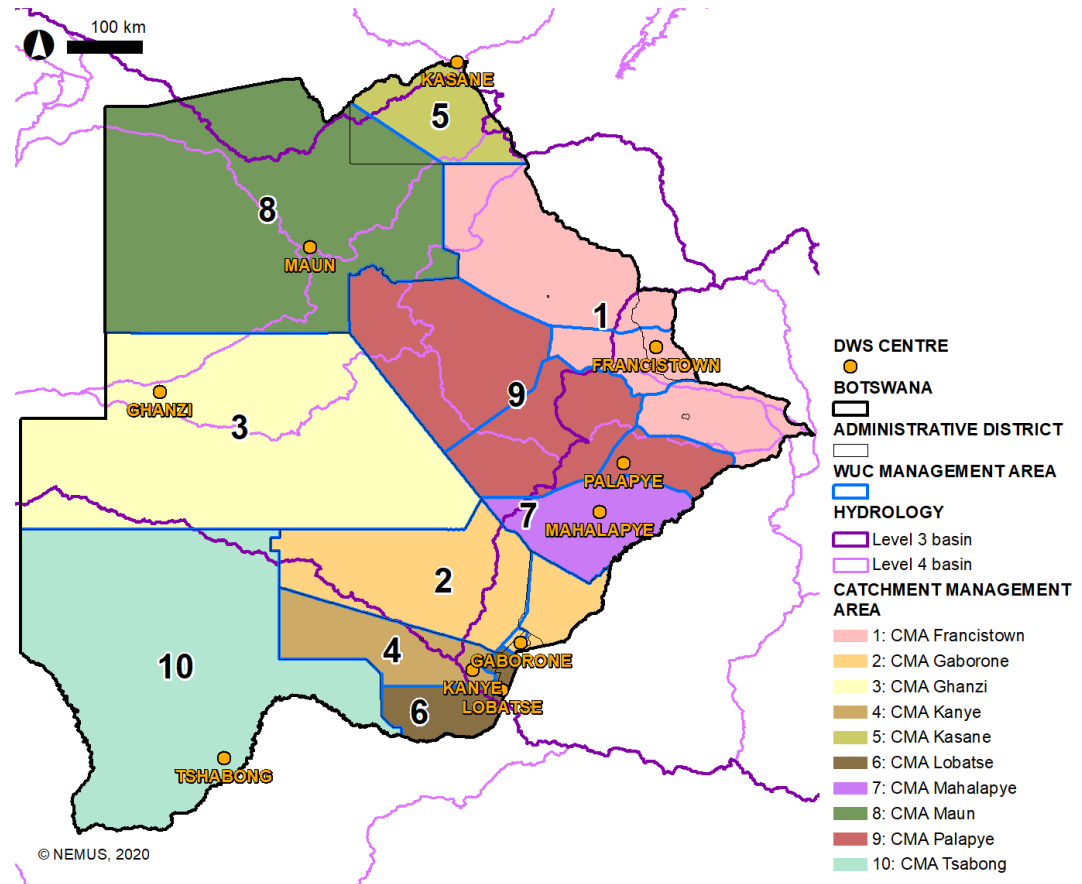 100 km
KASANE
5
8
MAUN
1
FRANCISTOWN
GHANZI
9
3
PALAPYE
7
MAHALAPYE
2
GABORONE
4
KANYE
LOBATSE
6
10
TSHABONG
© NEMUS, 2020
DWS CENTRE
BOTSWANA
ADMINISTRATIVE DISTRICT
WUC MANAGEMENT AREA
HYDROLOGY
Level 3 basin
Level 4 basin
CATCHMENT MANAGEMENT
AREA
1: CMA Francistown
2: CMA Gaborone
3: CMA Ghanzi
4: CMA Kanye
5: CMA Kasane
6: CMA Lobatse
7: CMA Mahalapye
8: CMA Maun
9: CMA Palapye
10: CMA Tsabong